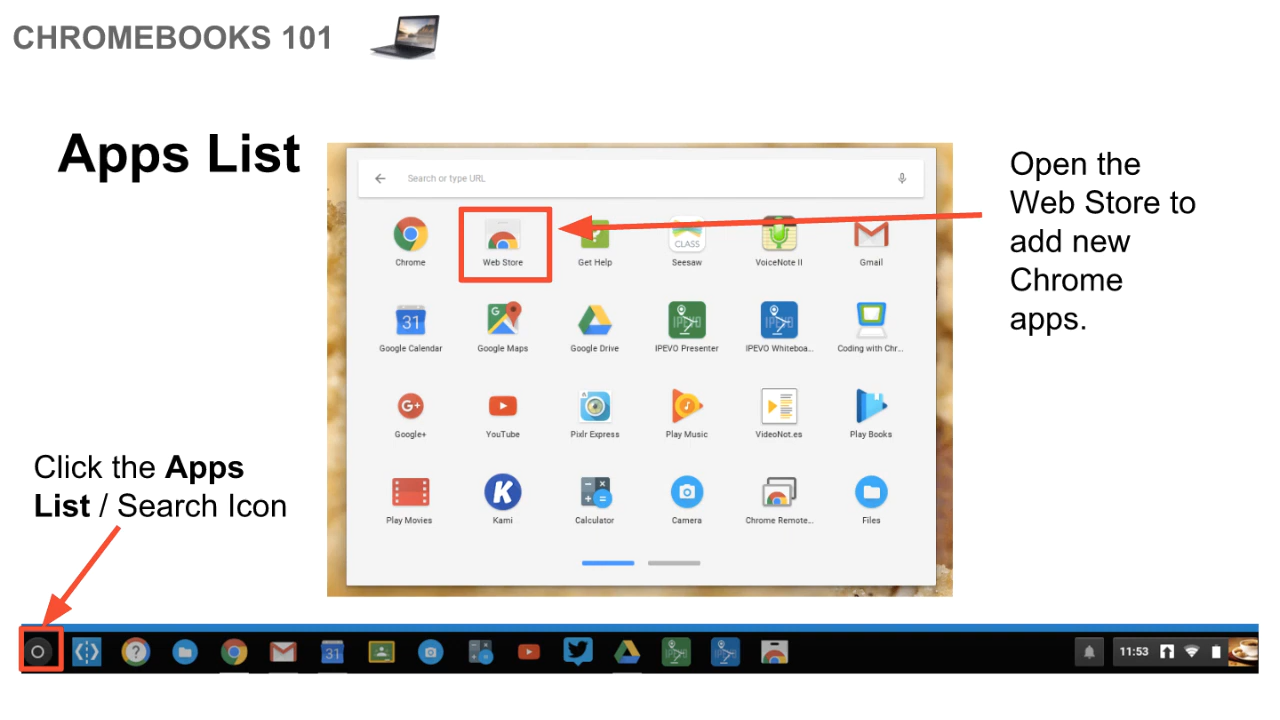 CHROMEBOOKS 101
Apps List
Search or type URL
Chrome
Web Store
Get Help
CLASS
Seesaw
VoiceNote II
Gmail
31
Google Calendar
G
Google Maps
Google Drive
IPEVO
IPEVO Presenter
IPEVO
IPEVO Whiteboa...
Coding with Chr...
G+
Google+
YouTube
Pixlr Express
Play Music
VideoNot.es
Play Books
Play Movies
K
Kami
Calculator
Camera
Chrome Remote...
Files
Open the
Web Store to
add new
Chrome
apps.
Click the Apps
List / Search Icon
31
11:53